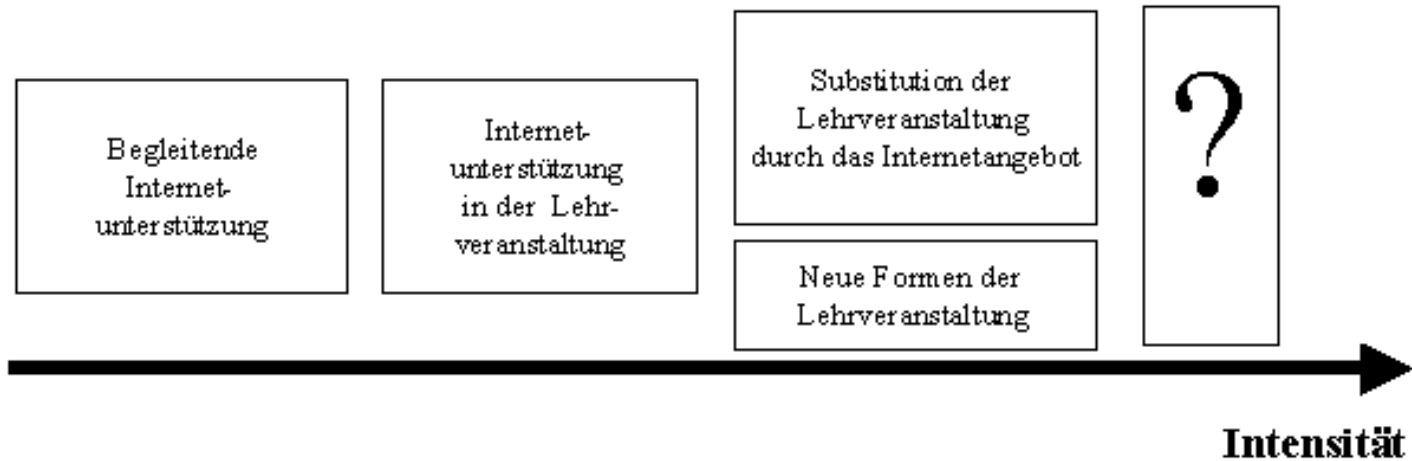 Begleitende
Internet-
unterstützung
Internet-
unterstützung
in der Lehr-
veranstaltung
Substitution der
Lehrveranstaltung
durch das Internetangebot
Neue Formen der
Lehrveranstaltung
?
Intensität